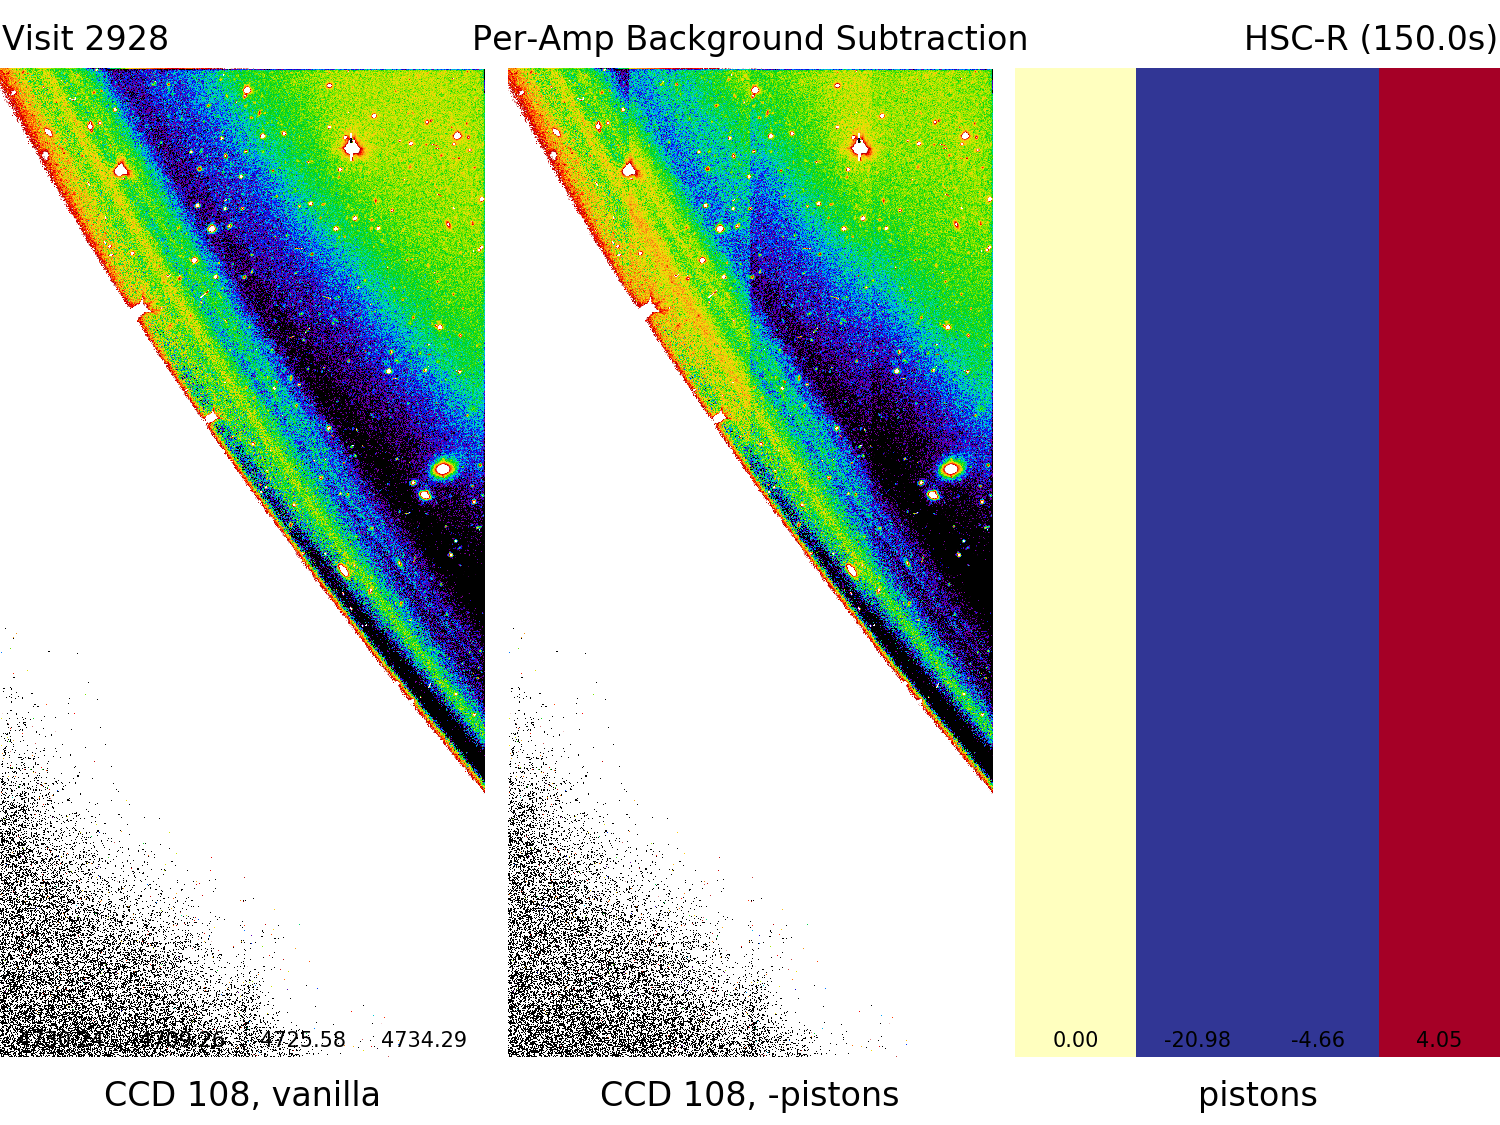 Visit 2928 Per-Amp Background Subtraction HSC-R (150.0s)
4725.58 4734.29 0.00 -20.98 -4.66 4.05
CCD 108, vanilla CCD 108, -pistons pistons